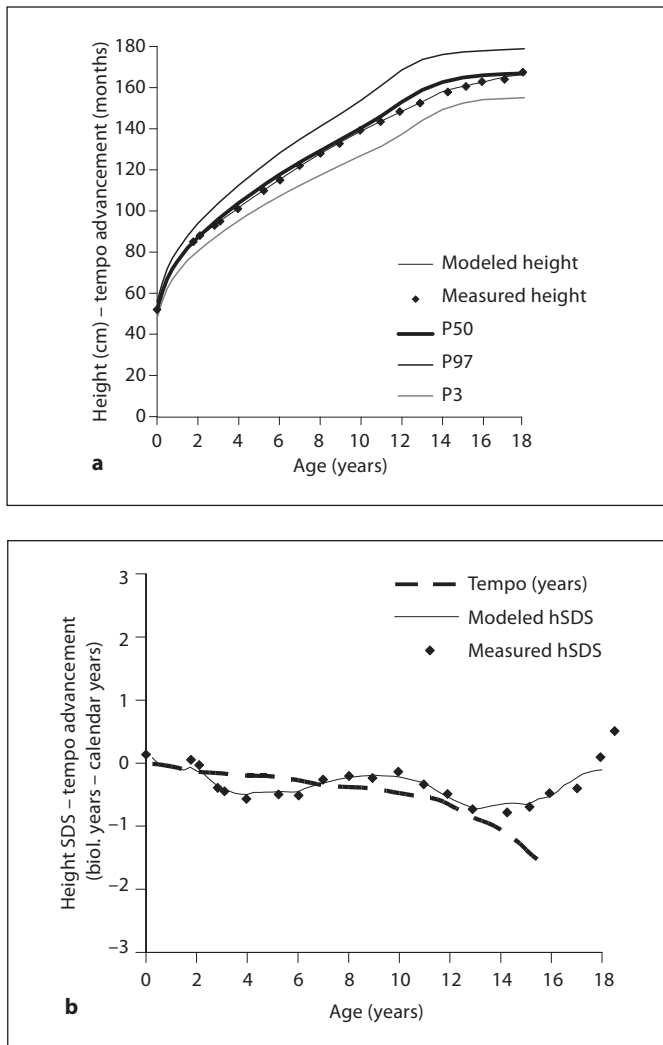 Height (cm) – tempo advancement (months)
180
160
140
120
100
80
60
40
20
0
0 2 4 6 8 10 12 14 16 18
Age (years)
Modeled height
Measured height
P50
P97
P3
a
Height SDS – tempo advancement
(biol. years – calendar years)
3
2
1
0
–1
–2
–3
0 2 4 6 8 10 12 14 16 18
Age (years)
Tempo (years)
Modeled hSDS
Measured hSDS
b